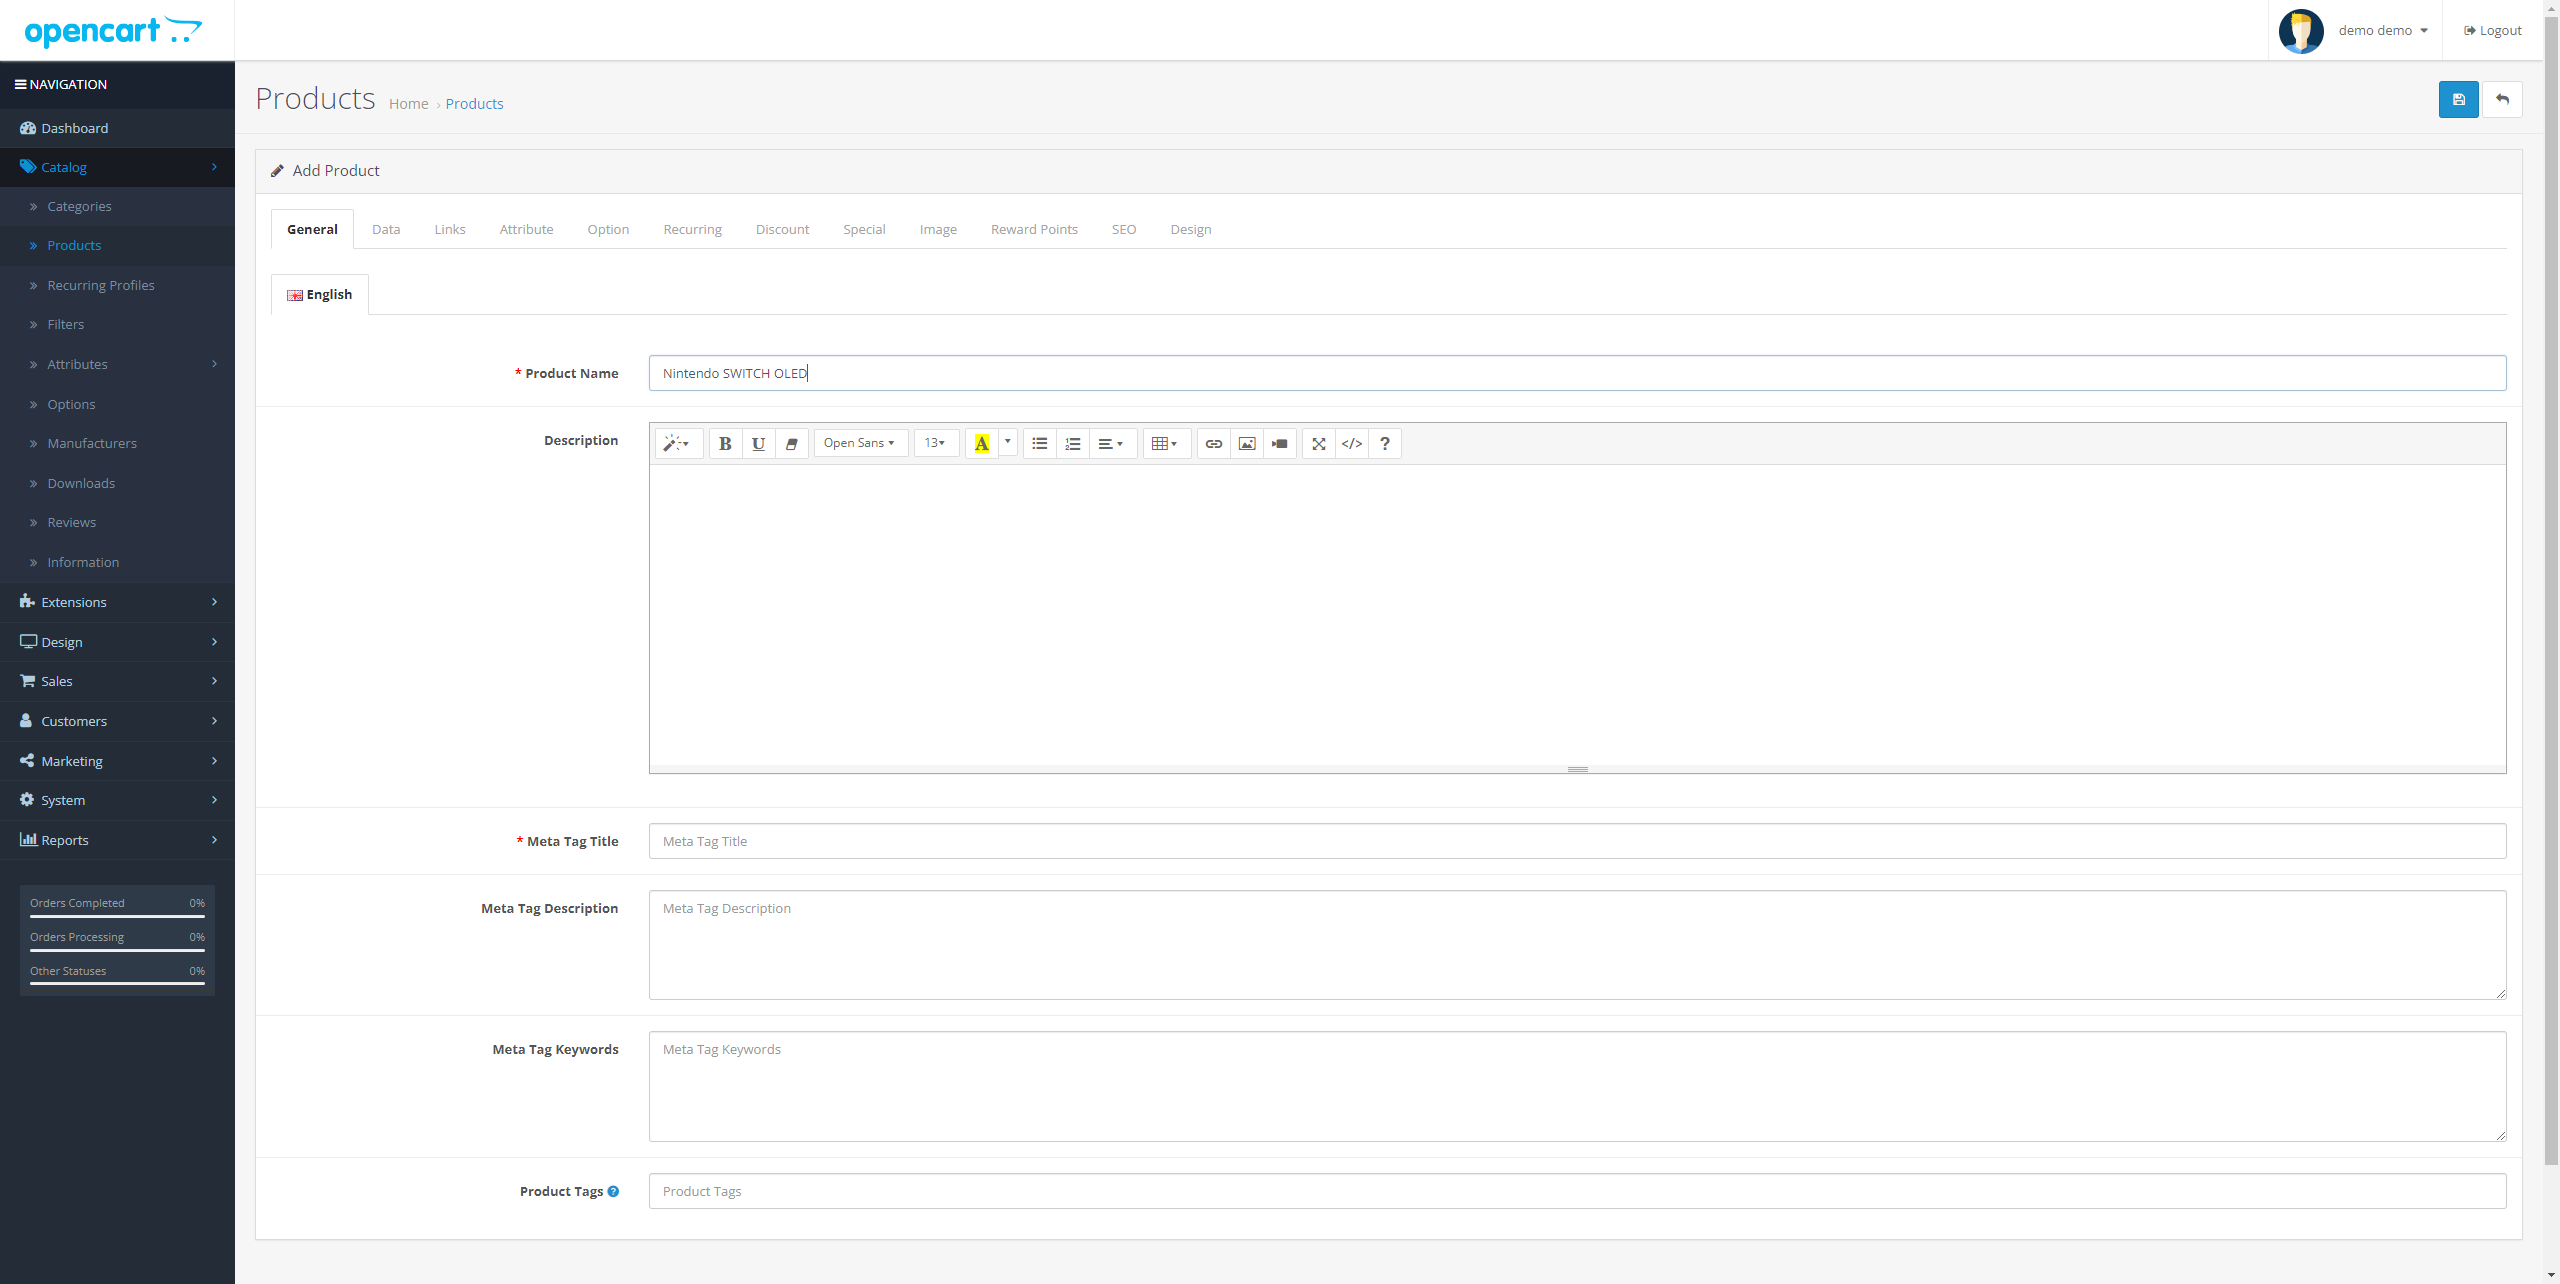 opencart
demo demo
Logout
NAVIGATION
Dashboard
Catalog
Categories
Products
Recurring Profiles
Filters
Attributes
Options
Manufacturers
Downloads
Reviews
Information
Extensions
Design
Sales
Customers
Marketing
System
Reports
Orders Completed 0%
Orders Processing 0%
Other Statuses 0%
Products Home › Products
Add Product
General Data Links Attribute Option Recurring Discount Special Image Reward Points SEO Design
English
* Product Name Nintendo SWITCH OLED
Description B U Open Sans 13 A </> ?
* Meta Tag Title Meta Tag Title
Meta Tag Description Meta Tag Description
Meta Tag Keywords Meta Tag Keywords
Product Tags ? Product Tags